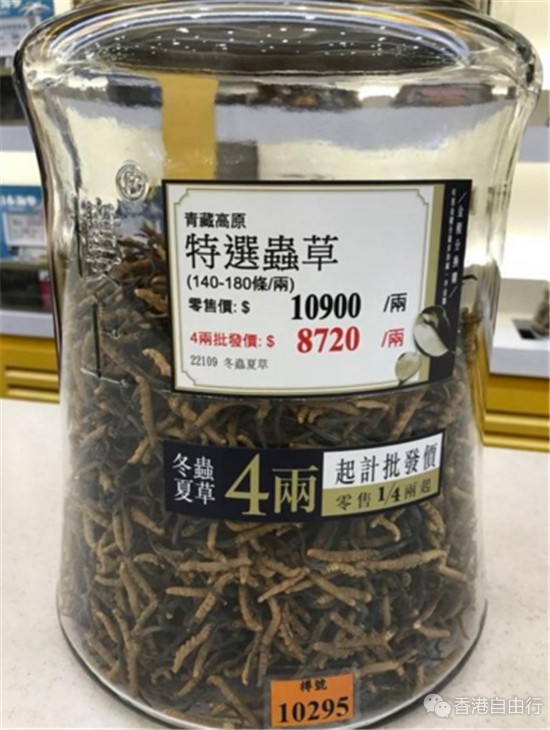 青藏高原
特選蟲草
(140-180條/兩)
零售價: $ 10900 /兩
4兩批發價: $ 8720 /兩
22109 冬蟲夏草
冬蟲
夏草
4兩
起計批發價
零售 1/4 兩起
樽號
10295
香港自由行